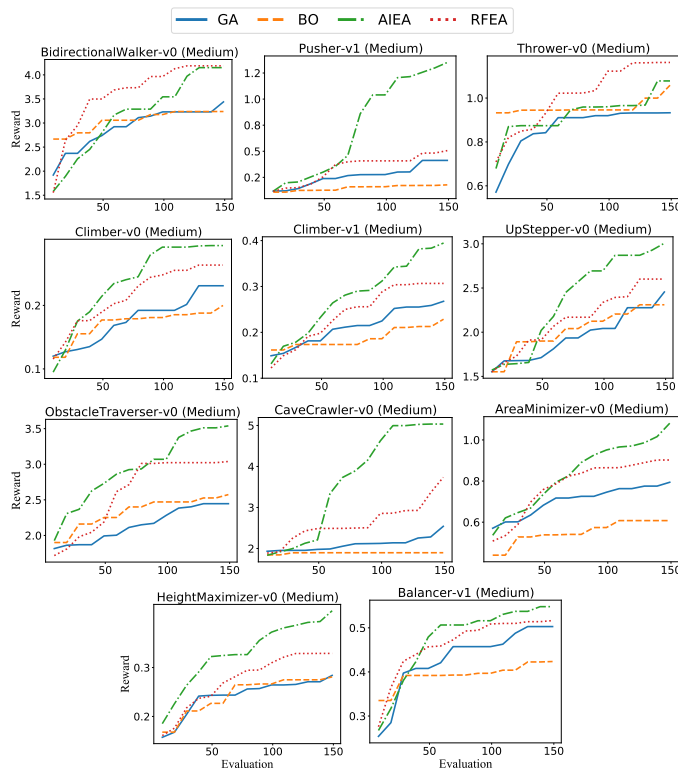 GA BO AIEA RFEA
BidirectionalWalker-v0 (Medium) Pusher-v1 (Medium) Thrower-v0 (Medium)
Reward
4.0
3.5
3.0
2.5
2.0
1.5
0 50 100 150
1.2
1.0
0.8
0.5
0.2
50 100 150
1.0
0.8
0.6
50 100 150
Climber-v0 (Medium) Climber-v1 (Medium) UpStepper-v0 (Medium)
Reward
0.2
0.1
50 100 150
0.4
0.3
0.2
0.1
50 100 150
3.0
2.5
2.0
1.5
50 100 150
ObstacleTraverser-v0 (Medium) CaveCrawler-v0 (Medium) AreaMinimizer-v0 (Medium)
Reward
3.5
3.0
2.5
2.0
50 100 150
5
4
3
2
50 100 150
1.0
0.8
0.6
50 100 150
HeightMaximizer-v0 (Medium) Balancer-v1 (Medium)
Reward
0.3
0.2
50 100 150
Evaluation
0.5
0.4
0.3
50 100 150
Evaluation